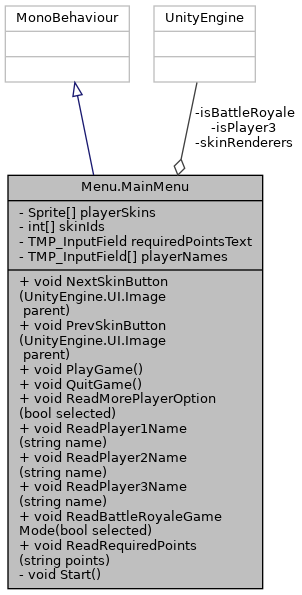 MonoBehaviour
UnityEngine
-isBattleRoyale
-isPlayer3
-skinRenderers
Menu.MainMenu
- Sprite[] playerSkins
- int[] skinIds
- TMP_InputField requiredPointsText
- TMP_InputField[] playerNames
+ void NextSkinButton
(UnityEngine.UI.Image
parent)
+ void PrevSkinButton
(UnityEngine.UI.Image
parent)
+ void PlayGame()
+ void QuitGame()
+ void ReadMorePlayerOption
(bool selected)
+ void ReadPlayer1Name
(string name)
+ void ReadPlayer2Name
(string name)
+ void ReadPlayer3Name
(string name)
+ void ReadBattleRoyaleGame
Mode(bool selected)
+ void ReadRequiredPoints
(string points)
- void Start()